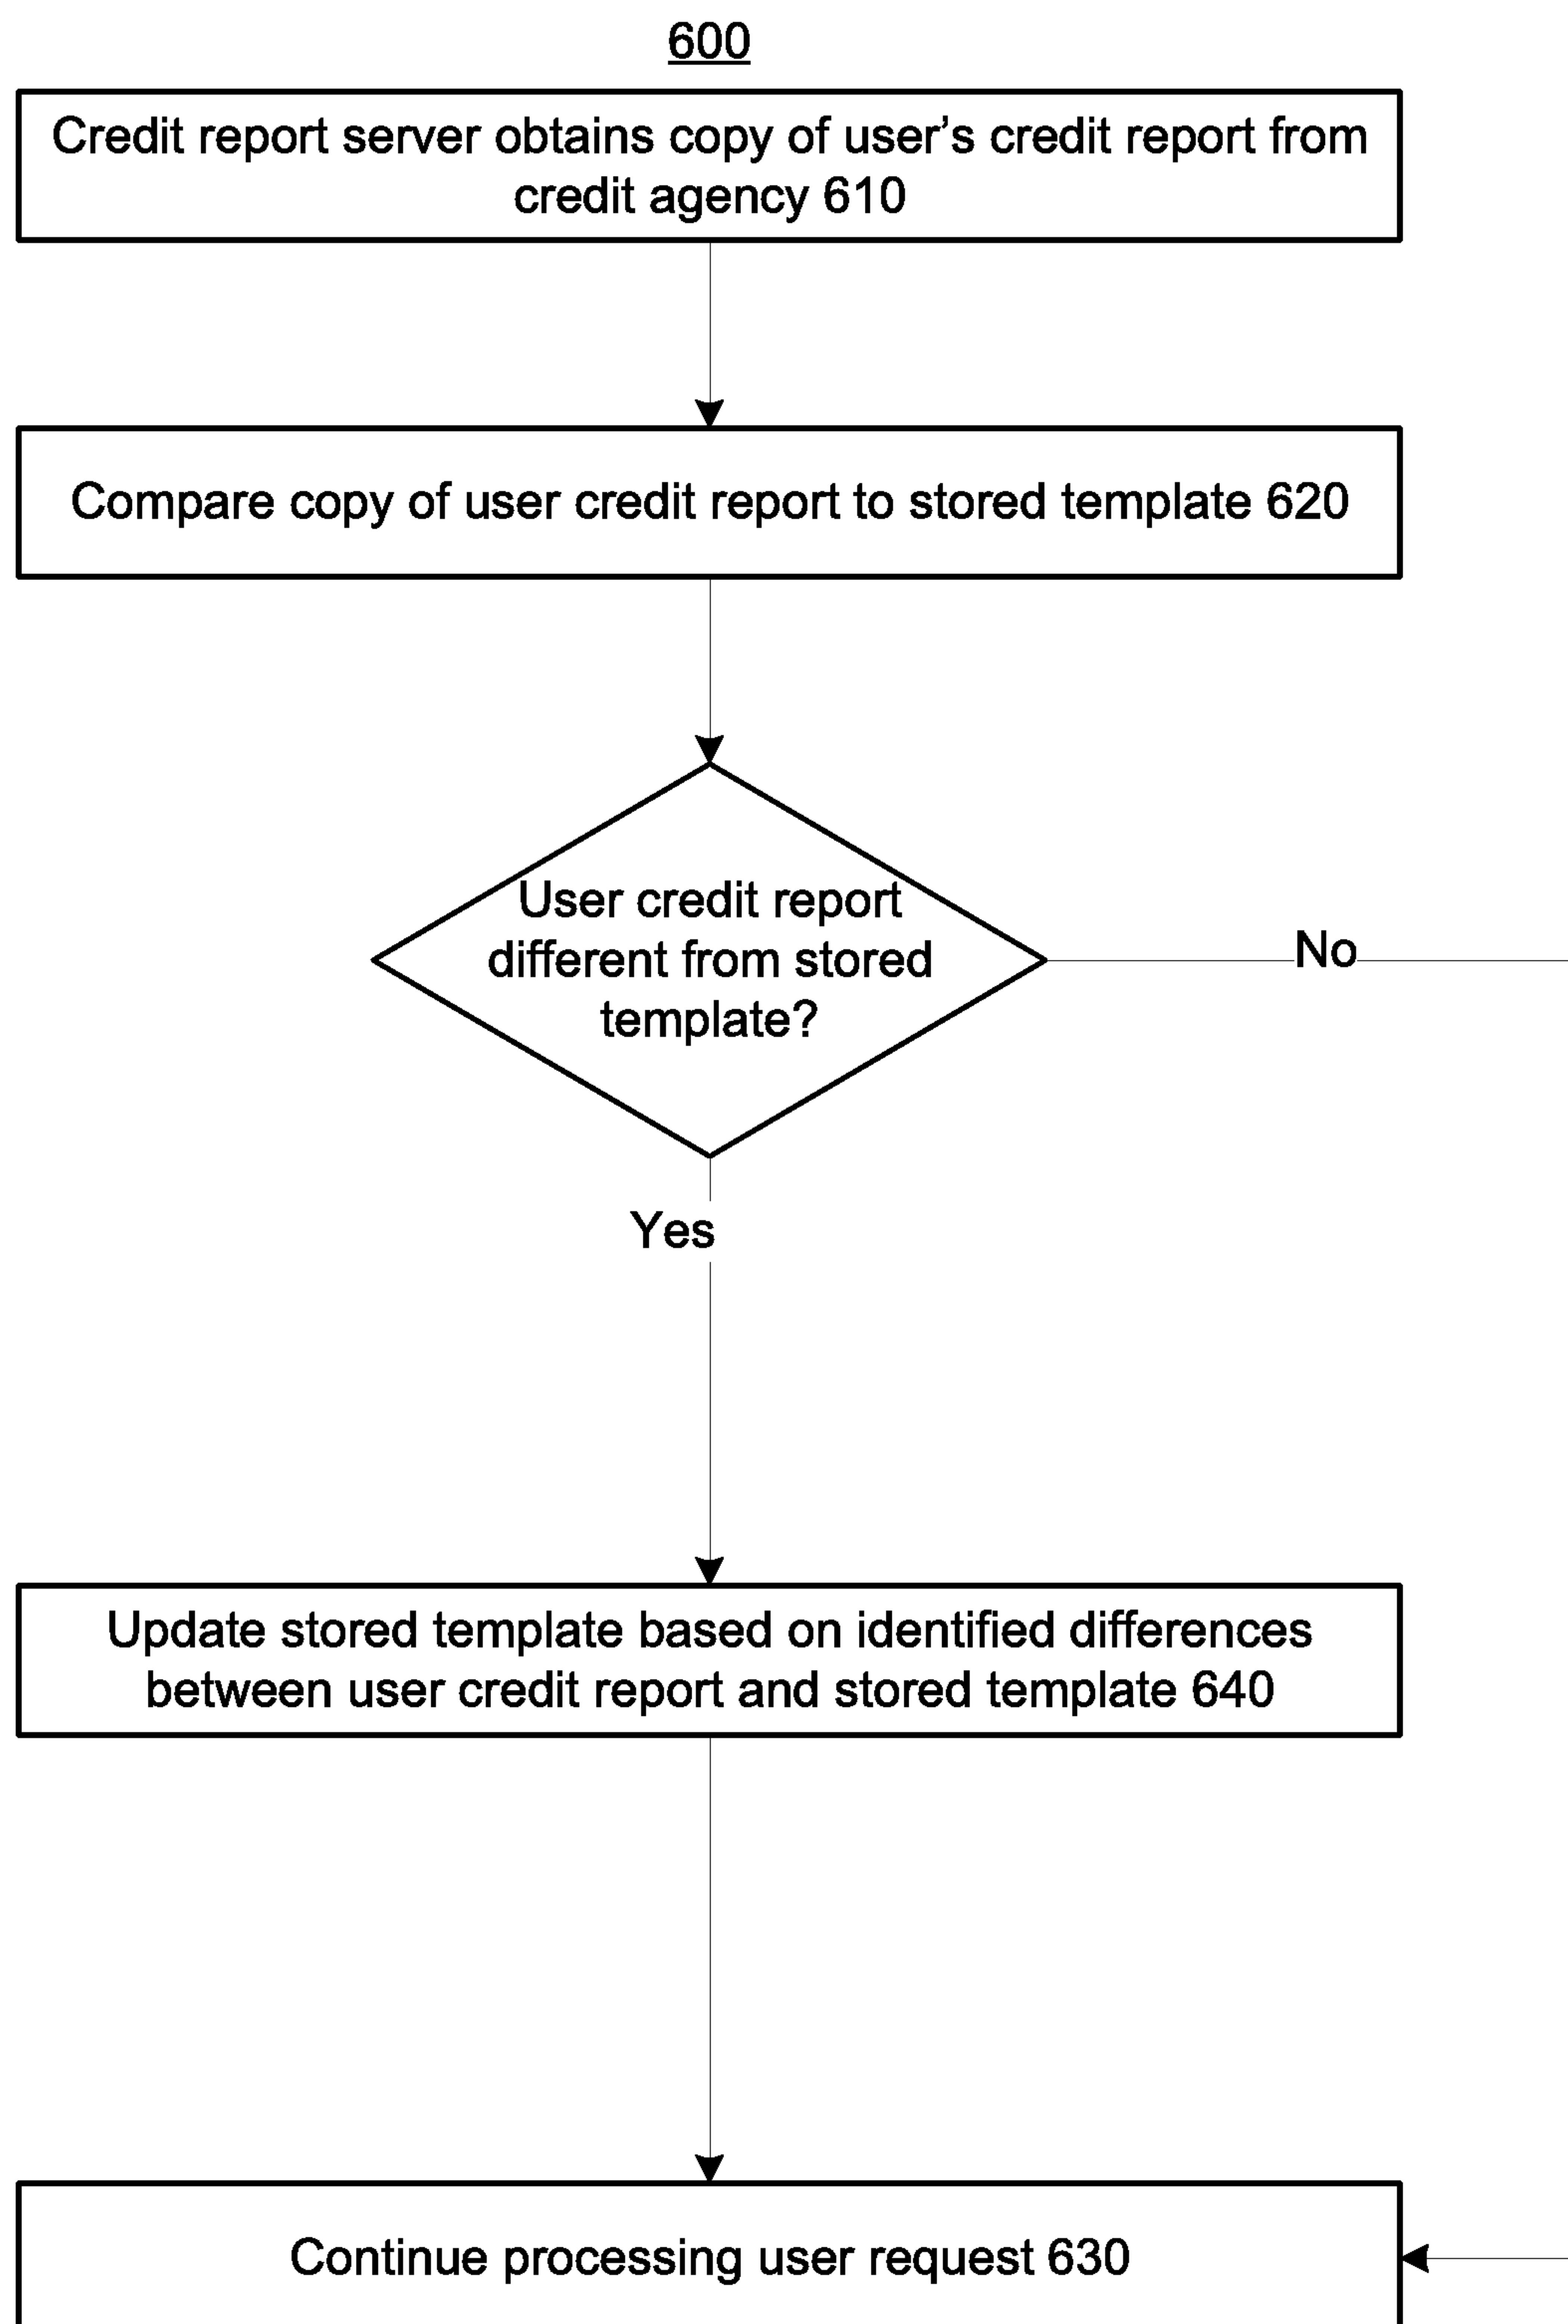 600
Credit report server obtains copy of user’s credit report from
credit agency 610
Compare copy of user credit report to stored template 620
User credit report
different from stored
template?
No
Yes
Update stored template based on identified differences
between user credit report and stored template 640
Continue processing user request 630